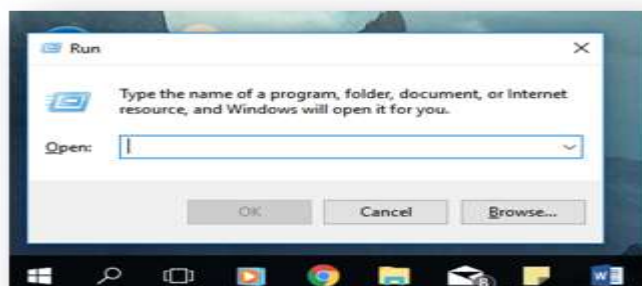 Run
Type the name of a program, folder, document, or Internet
resource, and Windows will open it for you.
Open:
OK
Cancel
Browse...
8
W